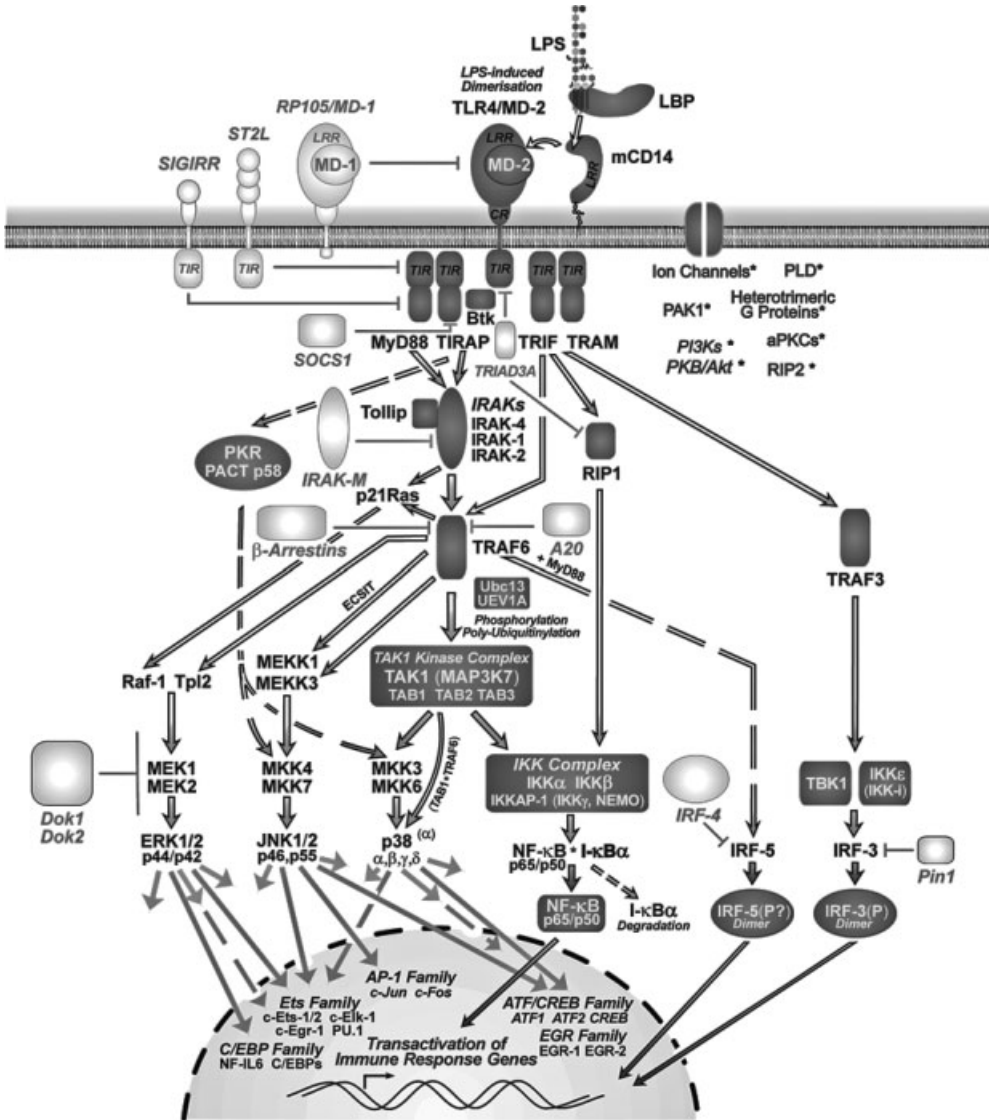 LPS
LPS-induced
Dimerisation
TLR4/MD-2
LBP
RP105/MD-1
ST2L
SIGIRR
LRR
MD-1
LRR
MD-2
mCD14
LRR
CR
TIR
TIR
TIR
TIR
TIR
TIR
TIR
Ion Channels*
PLD*
PAK1*
Heterotrimeric
G Proteins*
PI3Ks *
aPKCs*
PKB/Akt *
RIP2 *
Btk
SOCS1
MyD88 TIRAP
TRIF TRAM
TRIAD3A
Tollip
IRAKs
IRAK-4
IRAK-1
IRAK-2
PKR
PACT p58
IRAK-M
RIP1
p21Ras
β-Arrestins
TRAF6
A20
+ MyD88
TRAF3
ECSIT
Ubc13
UEV1A
Phosphorylation
Poly-Ubiquitinylation
MEKK1
MEKK3
Raf-1 Tpl2
TAK1 Kinase Complex
TAK1 (MAP3K7)
TAB1 TAB2 TAB3
(TAB1+TRAF6)
Dok1
Dok2
MEK1
MEK2
MKK4
MKK7
MKK3
MKK6
IKK Complex
IKKα IKKβ
IKKAP-1 (IKKγ, NEMO)
IRF-4
TBK1
IKKε
(IKK-i)
ERK1/2
p44/p42
JNK1/2
p46,p55
p38 (α)
α,β,γ,δ
NF-κB * I-κBα
p65/p50
IRF-5
IRF-3
Pin1
NF-κB
p65/p50
I-κBα
Degradation
IRF-5(P?)
Dimer
IRF-3(P)
Dimer
AP-1 Family
c-Jun c-Fos
Ets Family
c-Ets-1/2 c-Elk-1
c-Egr-1 PU.1
ATF/CREB Family
ATF1 ATF2 CREB
EGR Family
EGR-1 EGR-2
C/EBP Family
NF-IL6 C/EBPs
Transactivation of
Immune Response Genes